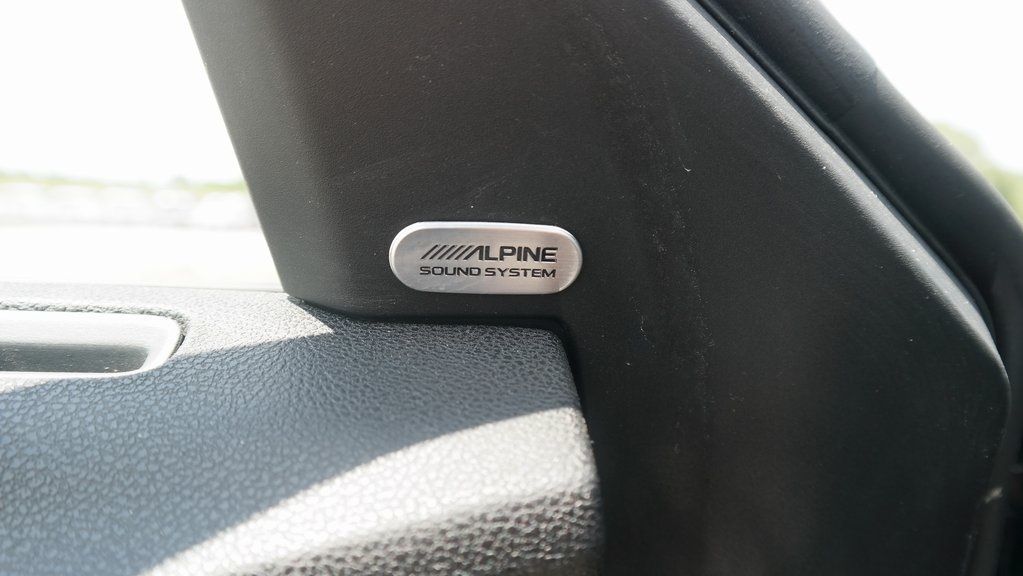 ALPINE
SOUND SYSTEM